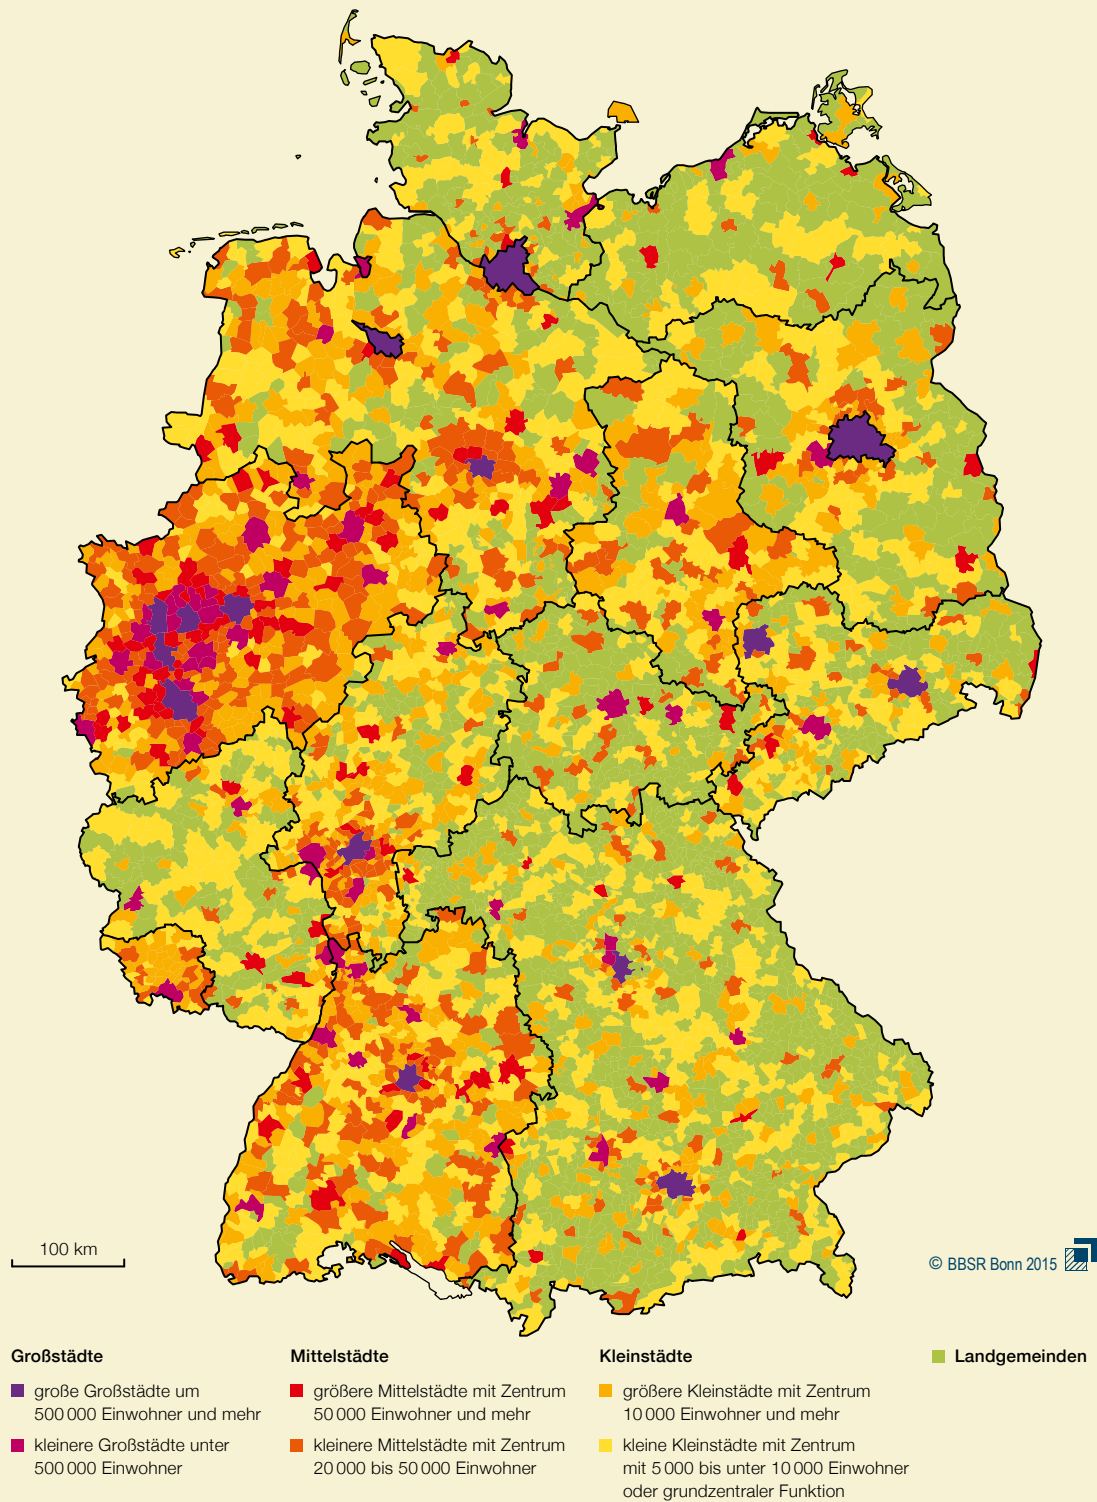 100 km
© BBSR Bonn 2015
Großstädte
große Großstädte um
500 000 Einwohner und mehr
kleinere Großstädte unter
500 000 Einwohner
Mittelstädte
größere Mittelstädte mit Zentrum
50 000 Einwohner und mehr
kleinere Mittelstädte mit Zentrum
20 000 bis 50 000 Einwohner
Kleinstädte
größere Kleinstädte mit Zentrum
10 000 Einwohner und mehr
kleine Kleinstädte mit Zentrum
mit 5 000 bis unter 10 000 Einwohner
oder grundzentraler Funktion
Landgemeinden